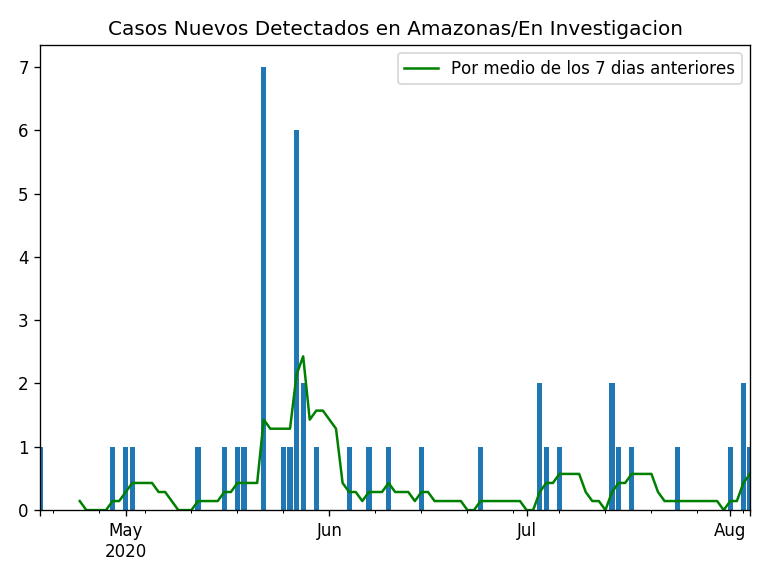 Casos Nuevos Detectados en Amazonas/En Investigacion
Por medio de los 7 dias anteriores
7
6
5
4
3
2
1
0
May
2020
Jun
Jul
Aug